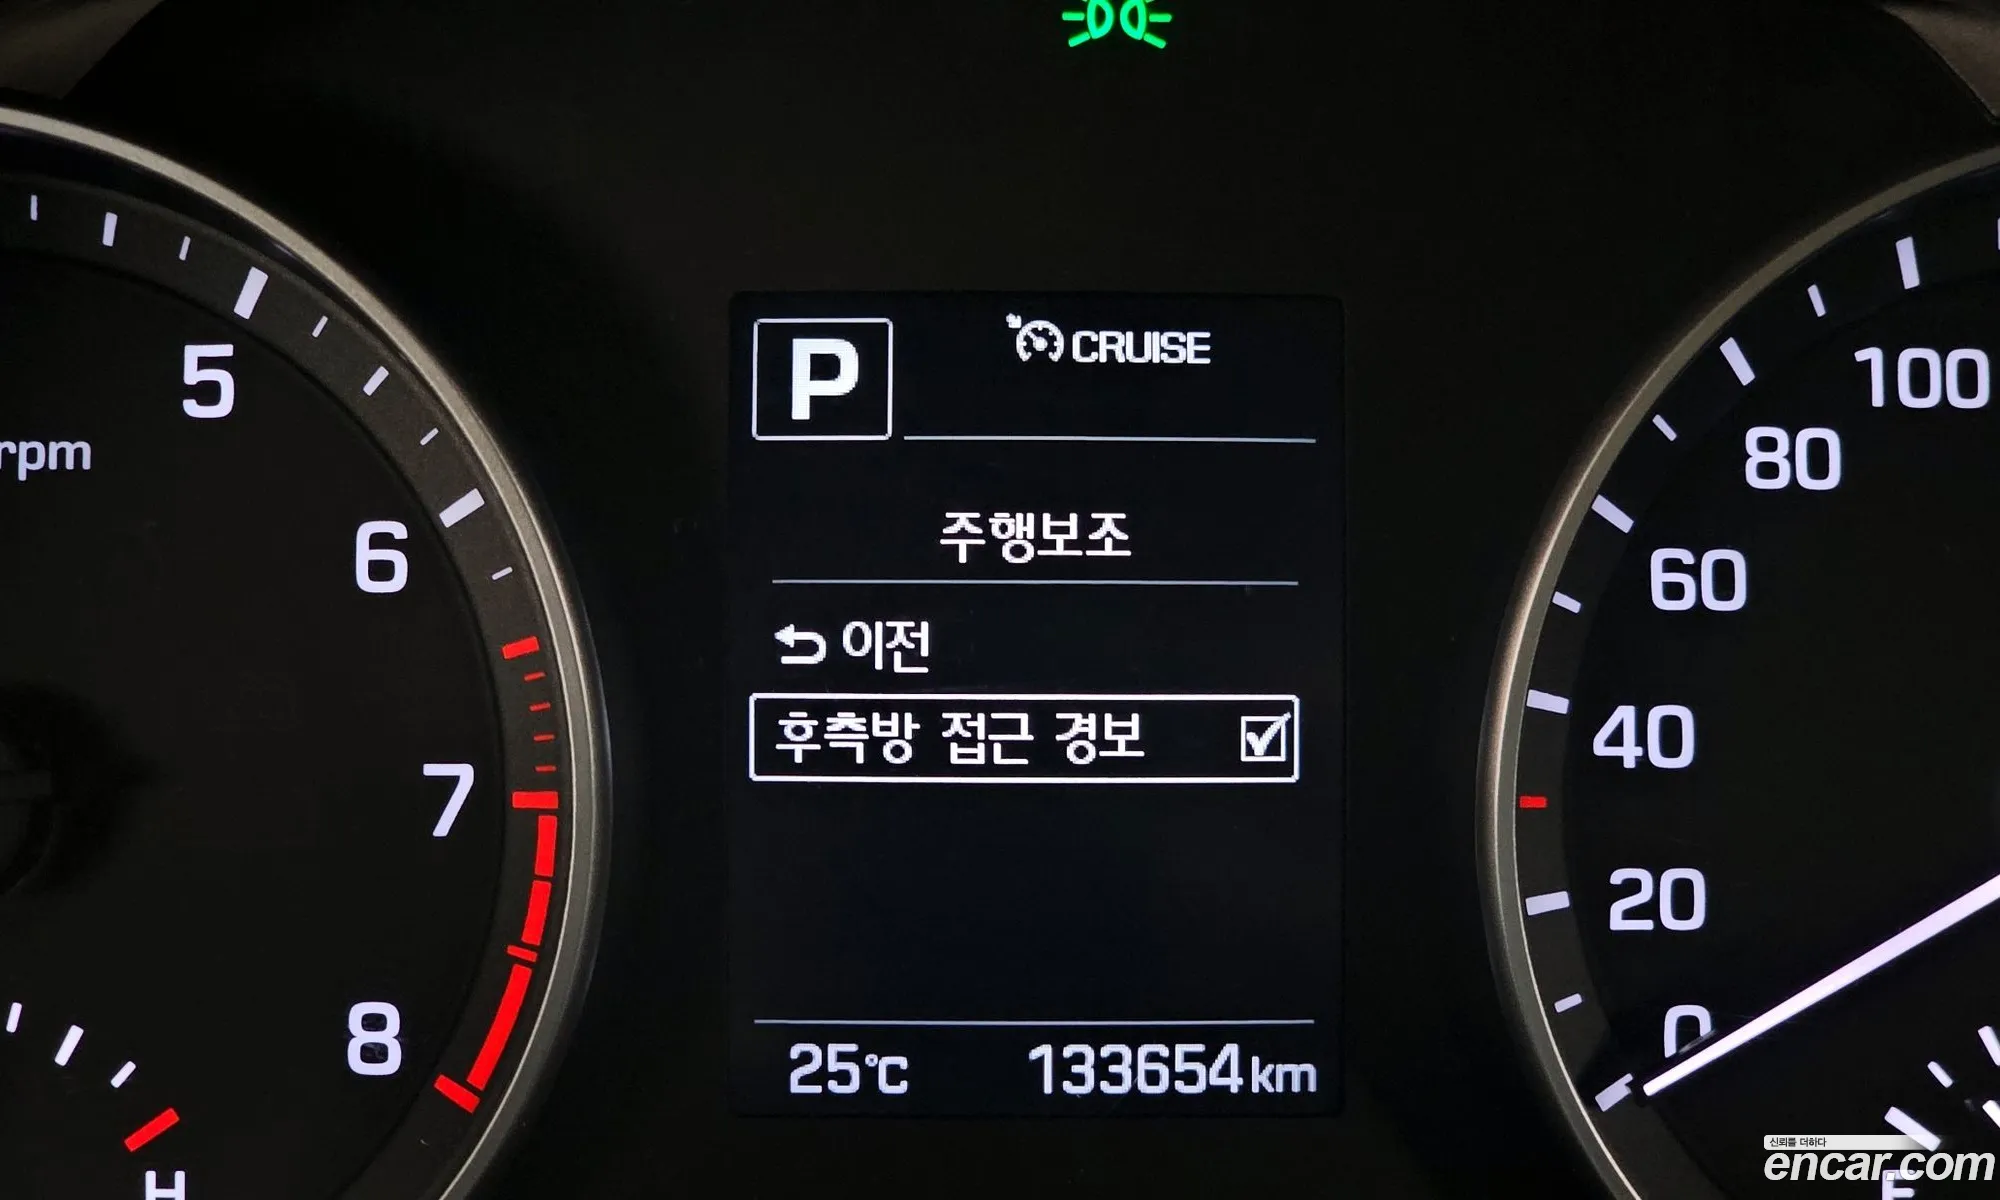 5
rpm
6
7
8
H
P
CRUISE
주행보조
이전
후측방 접근 경보
25℃
133654km
100
80
60
40
20
0
신뢰를 더하다
encar.com